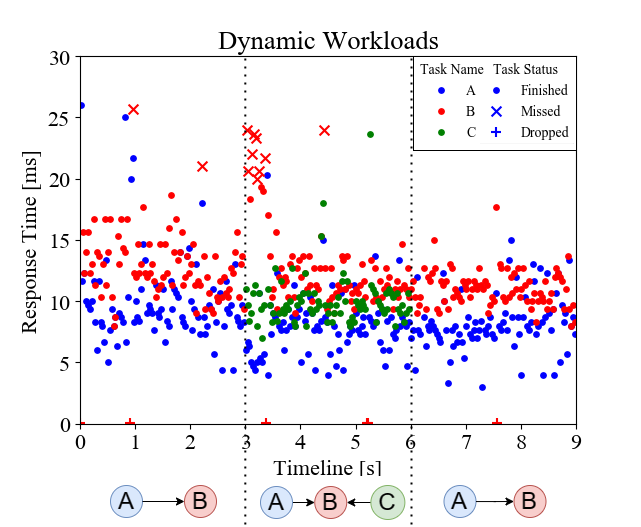 Dynamic Workloads
Task Name Task Status
A Finished
B Missed
C Dropped
Response Time [ms]
30
25
20
15
10
5
0
0 1 2 3 4 5 6 7 8 9
Timeline [s]
A B A B C A B